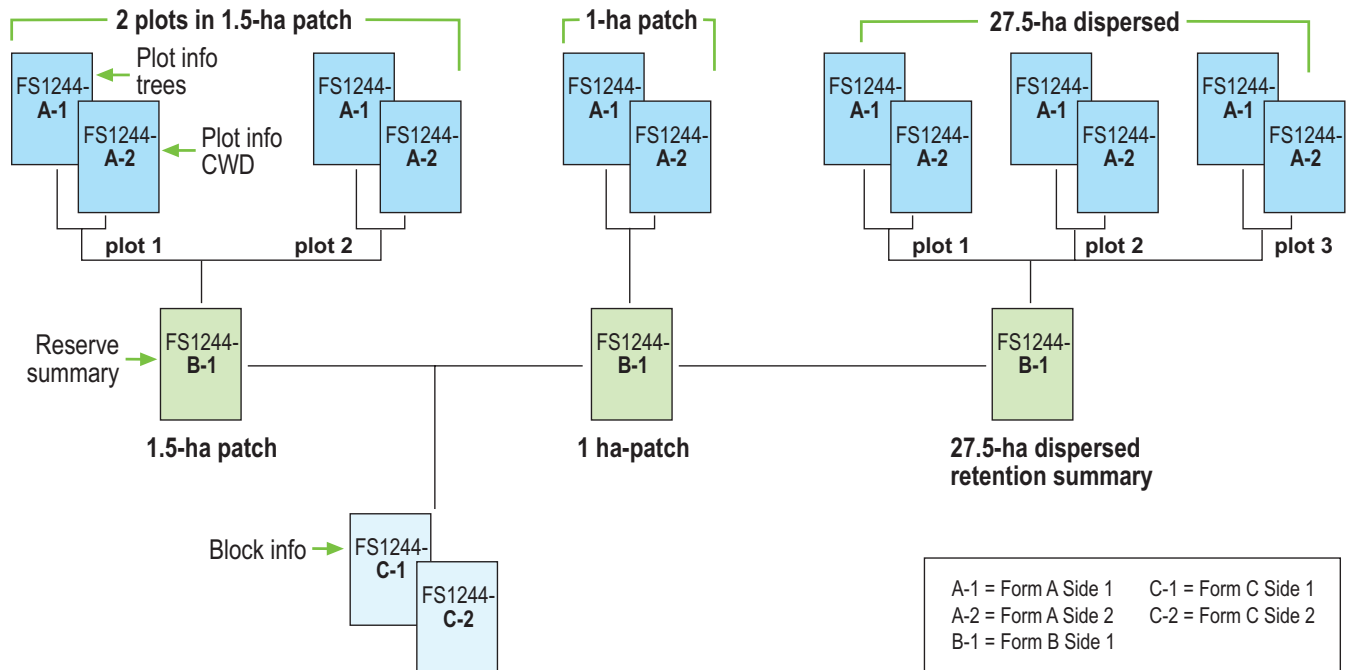 2 plots in 1.5-ha patch
1-ha patch
27.5-ha dispersed
Plot info
trees
FS1244-
A-1
FS1244-
A-2
Plot info
CWD
FS1244-
A-1
FS1244-
A-2
FS1244-
A-1
FS1244-
A-2
FS1244-
A-1
FS1244-
A-2
FS1244-
A-1
FS1244-
A-2
FS1244-
A-1
FS1244-
A-2
plot 1
plot 2
plot 1
plot 2
plot 3
Reserve
summary
FS1244-
B-1
FS1244-
B-1
FS1244-
B-1
1.5-ha patch
1 ha-patch
27.5-ha dispersed
retention summary
Block info
FS1244-
C-1
FS1244-
C-2
A-1 = Form A Side 1
A-2 = Form A Side 2
B-1 = Form B Side 1
C-1 = Form C Side 1
C-2 = Form C Side 2